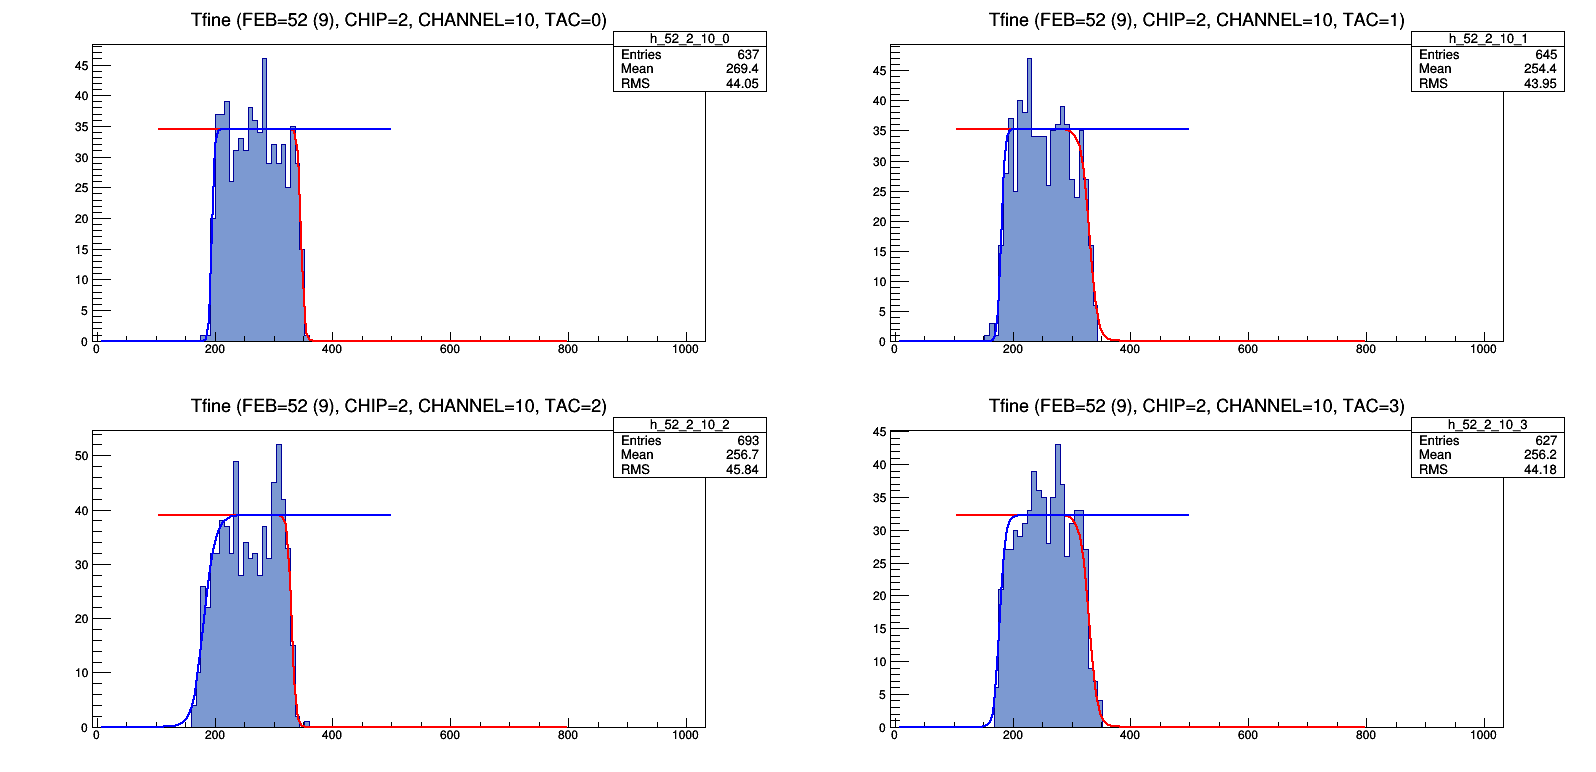 Tfine (FEB=52 (9), CHIP=2, CHANNEL=10, TAC=0)
h_52_2_10_0
Entries 637
Mean 269.4
RMS 44.05
45
40
35
30
25
20
15
10
5
0
0 200 400 600 800 1000
Tfine (FEB=52 (9), CHIP=2, CHANNEL=10, TAC=1)
h_52_2_10_1
Entries 645
Mean 254.4
RMS 43.95
45
40
35
30
25
20
15
10
5
0
0 200 400 600 800 1000
Tfine (FEB=52 (9), CHIP=2, CHANNEL=10, TAC=2)
h_52_2_10_2
Entries 693
Mean 256.7
RMS 45.84
50
40
30
20
10
0
0 200 400 600 800 1000
Tfine (FEB=52 (9), CHIP=2, CHANNEL=10, TAC=3)
h_52_2_10_3
Entries 627
Mean 256.2
RMS 44.18
45
40
35
30
25
20
15
10
5
0
0 200 400 600 800 1000